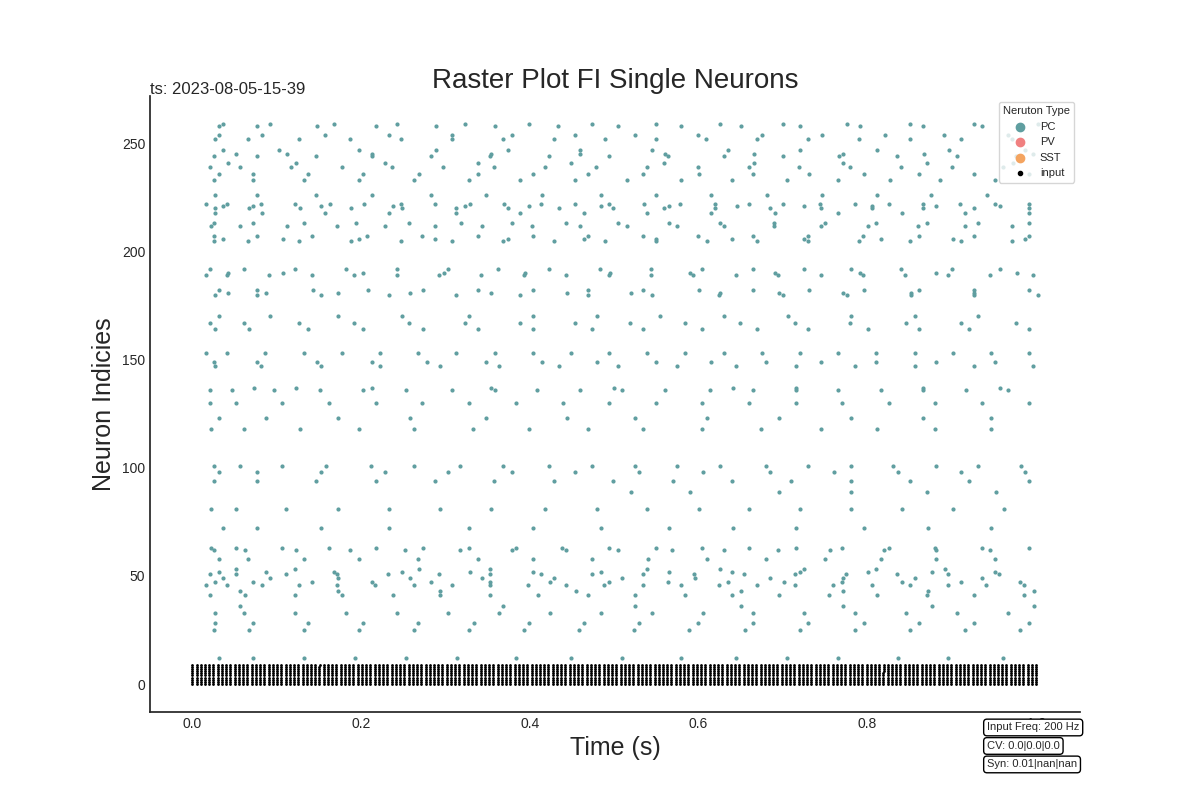 Raster Plot FI Single Neurons
ts: 2023-08-05-15-39
Neruton Type
PC
PV
SST
input
Neuron Indicies
250
200
150
100
50
0
0.0
0.2
0.4
0.6
0.8
Time (s)
Input Freq: 200 Hz
CV: 0.0|0.0|0.0
Syn: 0.01|nan|nan